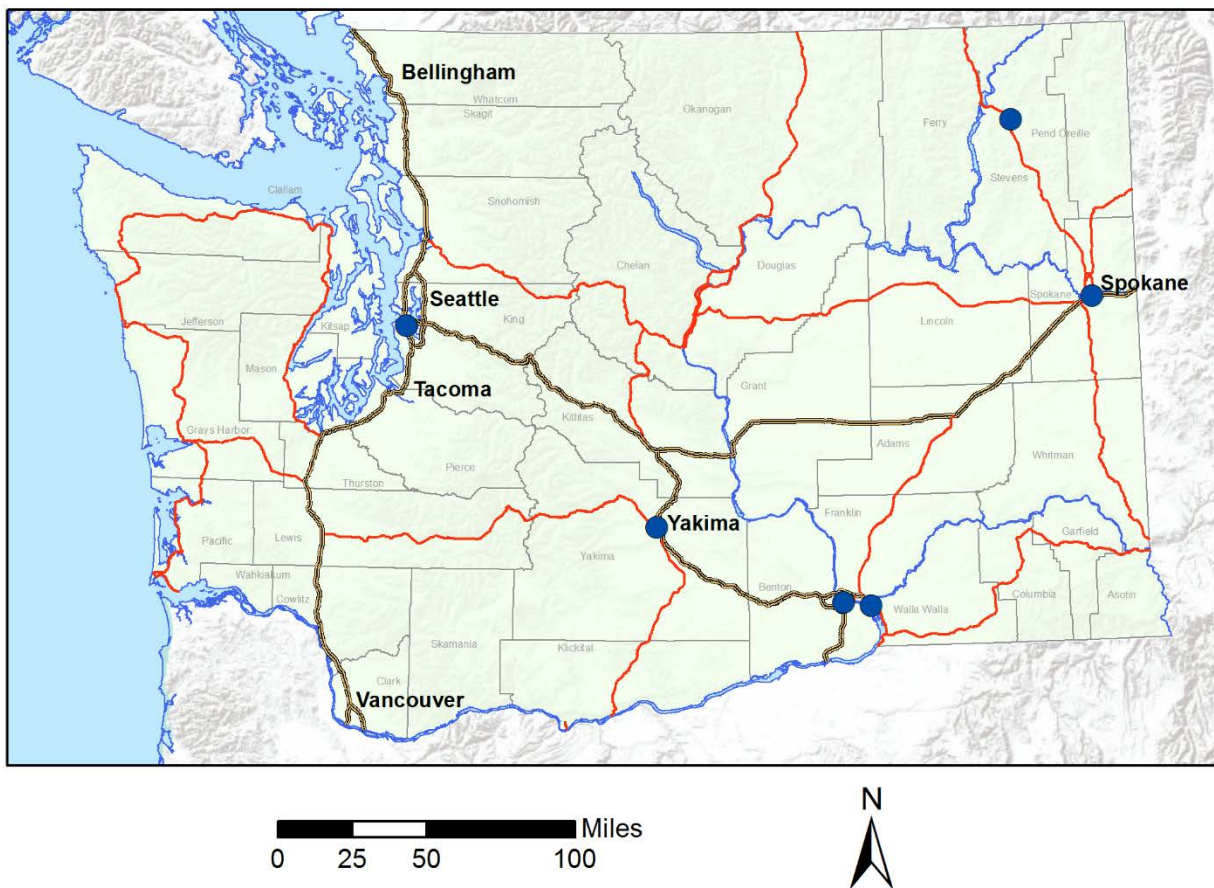 Bellingham
Whatcom
Skagit
Okanogan
Ferry
Pend Oreille
Stevens
Clallam
Snohomish
Chelan
Douglas
Seattle
Spokane
Spokane
Jefferson
Kitsap
King
Lincoln
Mason
Tacoma
Grant
Grays Harbor
Kittitas
Adams
Pierce
Whitman
Thurston
Franklin
Yakima
Garfield
Pacific
Lewis
Yakima
Wahkiakum
Benton
Columbia
Asotin
Cowlitz
Walla Walla
Skamania
Klickitat
Clark
Vancouver
N
Miles
0 25 50 100